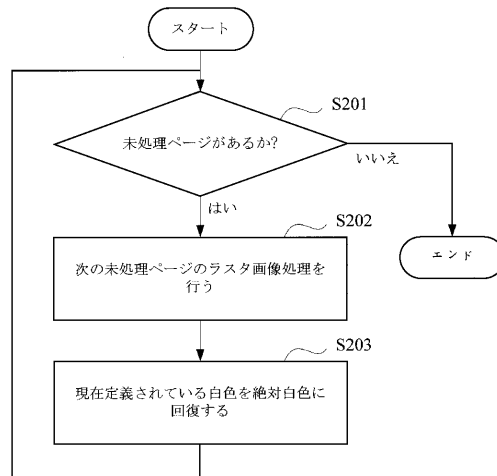 スタート
S201
未処理ページがあるか?
いいえ
はい
S202
次の未処理ページのラスタ画像処理を
行う
エンド
S203
現在定義されている白色を絶対白色に
回復する